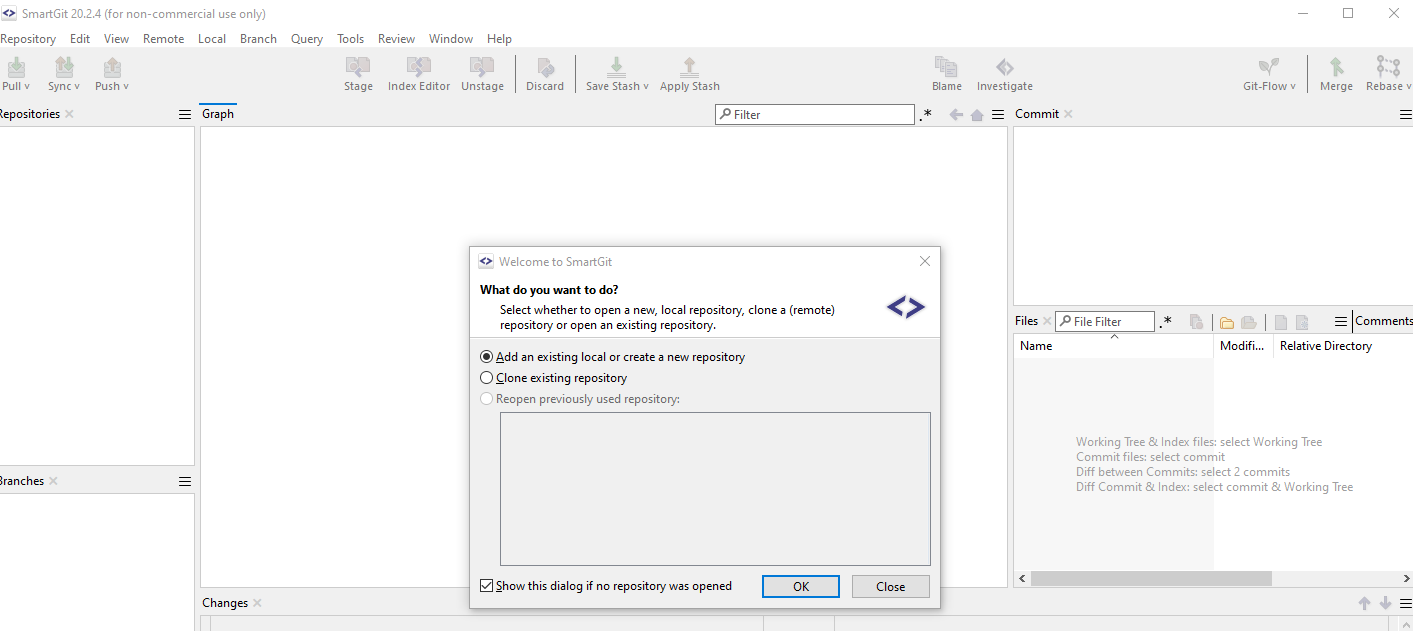 SmartGit 20.2.4 (for non-commercial use only)
Repository Edit View Remote Local Branch Query Tools Review Window Help
Pull Sync Push Stage Index Editor Unstage Discard Save Stash Apply Stash Blame Investigate Git-Flow Merge Rebase
Repositories
Graph
Filter
.*
Commit
Welcome to SmartGit
What do you want to do?
Select whether to open a new, local repository, clone a (remote)
repository or open an existing repository.
Add an existing local or create a new repository
Clone existing repository
Reopen previously used repository:
Show this dialog if no repository was opened
OK
Close
Files
File Filter
.*
Comments
Name Modifi... Relative Directory
Working Tree & Index files: select Working Tree
Commit files: select commit
Diff between Commits: select 2 commits
Diff Commit & Index: select commit & Working Tree
Branches
Changes